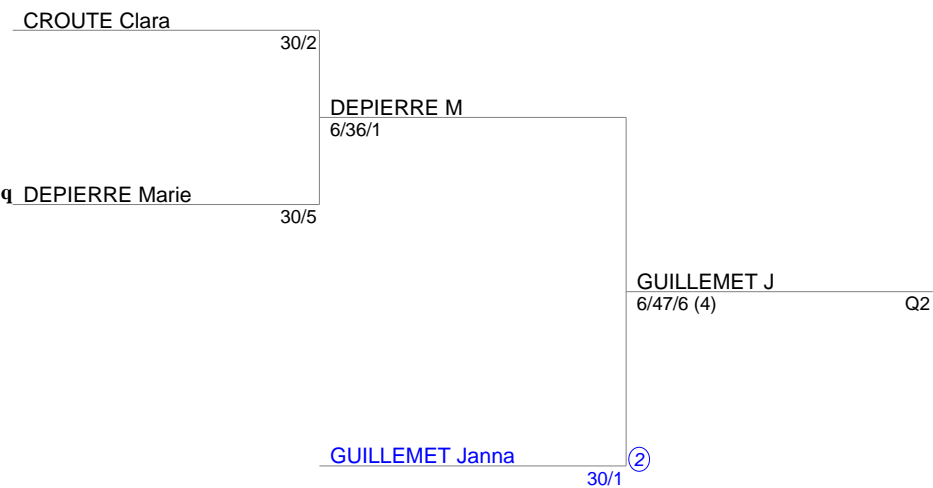 CROUTE Clara
30/2
DEPIERRE M
6/36/1
q DEPIERRE Marie
30/5
GUILLEMET J
6/47/6 (4) Q2
GUILLEMET Janna 2
30/1